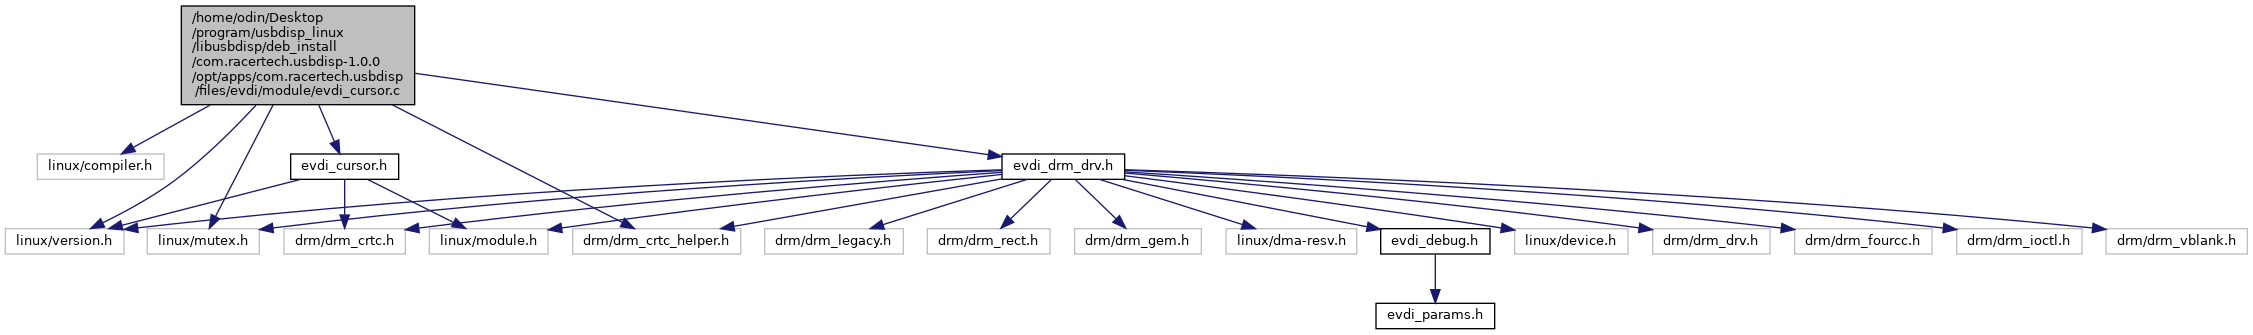 /home/odin/Desktop
/program/usbdisp_linux
/libusbdisp/deb_install
/com.racertech.usbdisp-1.0.0
/opt/apps/com.racertech.usbdisp
/files/evdi/module/evdi_cursor.c
linux/compiler.h
evdi_cursor.h
evdi_drm_drv.h
linux/version.h
linux/mutex.h
drm/drm_crtc.h
linux/module.h
drm/drm_crtc_helper.h
drm/drm_legacy.h
drm/drm_rect.h
drm/drm_gem.h
linux/dma-resv.h
evdi_debug.h
linux/device.h
drm/drm_drv.h
drm/drm_fourcc.h
drm/drm_ioctl.h
drm/drm_vblank.h
evdi_params.h